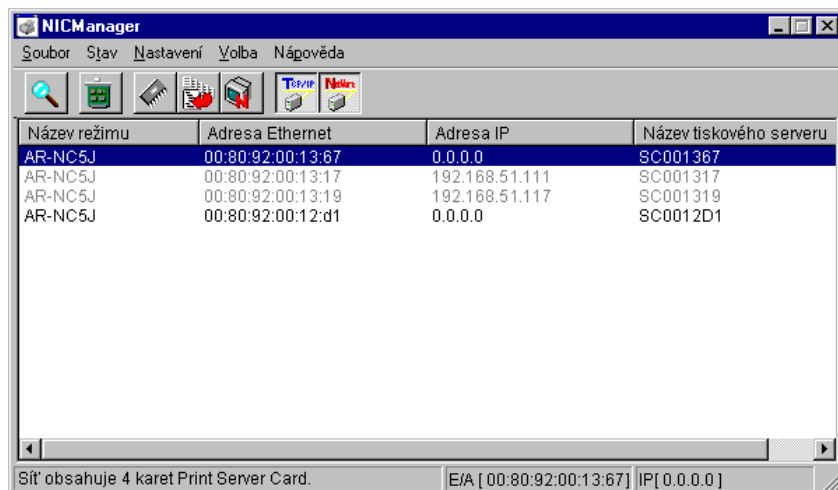 NICManager
Soubor Stav Nastavení Volba Nápověda
TCP/IP NetWare
Název režimu Adresa Ethernet Adresa IP Název tiskového serveru
AR-NC5J 00:80:92:00:13:67 0.0.0.0 SC001367
AR-NC5J 00:80:92:00:13:17 192.168.51.111 SC001317
AR-NC5J 00:80:92:00:13:19 192.168.51.117 SC001319
AR-NC5J 00:80:92:00:12:d1 0.0.0.0 SC0012D1
Síť obsahuje 4 karet Print Server Card. E/A [ 00:80:92:00:13:67] IP[ 0.0.0.0 ]